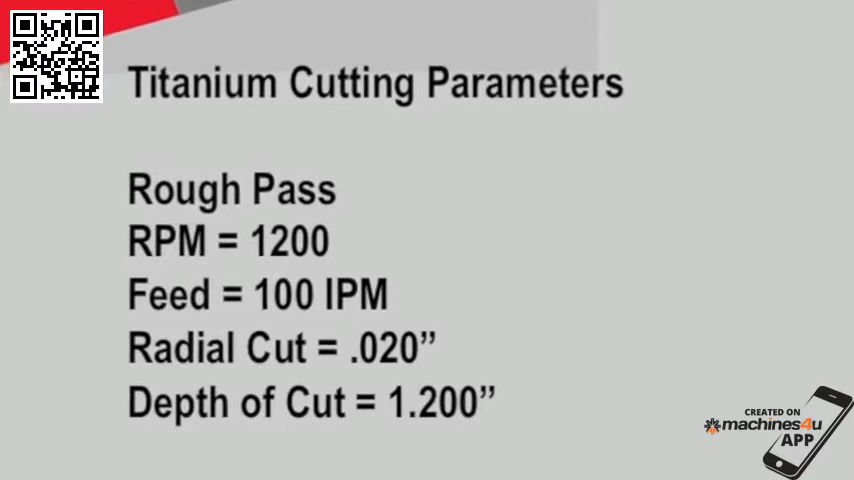 Titanium Cutting Parameters
Rough Pass
RPM = 1200
Feed = 100 IPM
Radial Cut = .020”
Depth of Cut = 1.200”
CREATED ON
machines4u
APP